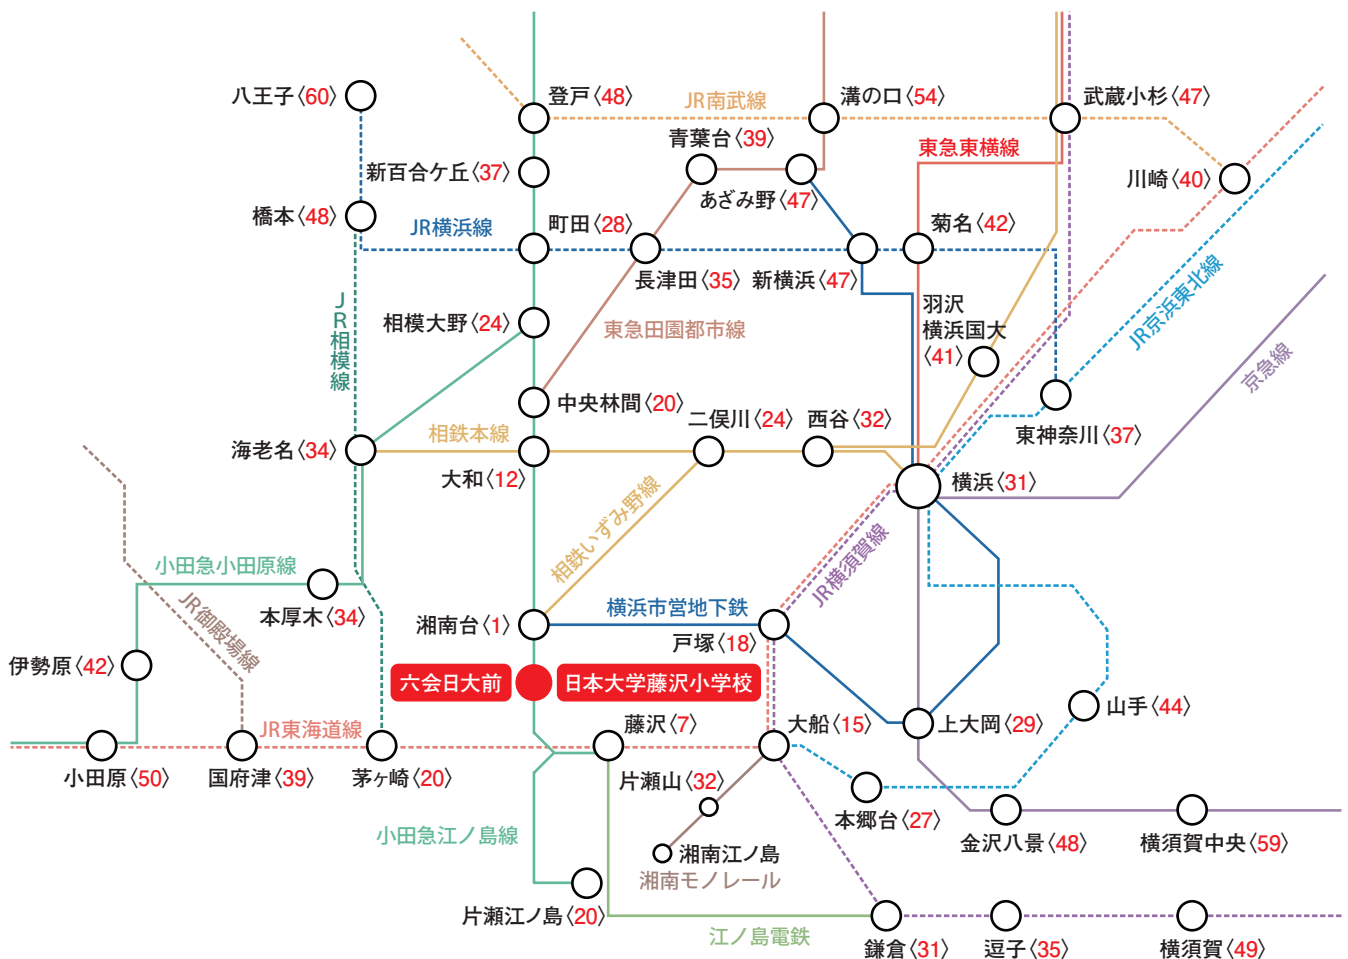 八王子〈60〉
登戸〈48〉
JR南武線
溝の口〈54〉
武蔵小杉〈47〉
青葉台〈39〉
東急東横線
新百合ケ丘〈37〉
あざみ野〈47〉
川崎〈40〉
橋本〈48〉
JR横浜線
町田〈28〉
菊名〈42〉
長津田〈35〉
新横浜〈47〉
JR京浜東北線
JR相模線
相模大野〈24〉
東急田園都市線
羽沢
横浜国大
〈41〉
京急線
中央林間〈20〉
二俣川〈24〉
西谷〈32〉
東神奈川〈37〉
海老名〈34〉
相鉄本線
大和〈12〉
横浜〈31〉
相鉄いずみ野線
JR横須賀線
小田急小田原線
JR御殿場線
本厚木〈34〉
湘南台〈1〉
横浜市営地下鉄
戸塚〈18〉
伊勢原〈42〉
六会日大前
日本大学藤沢小学校
JR東海道線
藤沢〈7〉
大船〈15〉
上大岡〈29〉
山手〈44〉
小田原〈50〉
国府津〈39〉
茅ヶ崎〈20〉
片瀬山〈32〉
本郷台〈27〉
小田急江ノ島線
湘南江ノ島
湘南モノレール
金沢八景〈48〉
横須賀中央〈59〉
片瀬江ノ島〈20〉
江ノ島電鉄
鎌倉〈31〉
逗子〈35〉
横須賀〈49〉